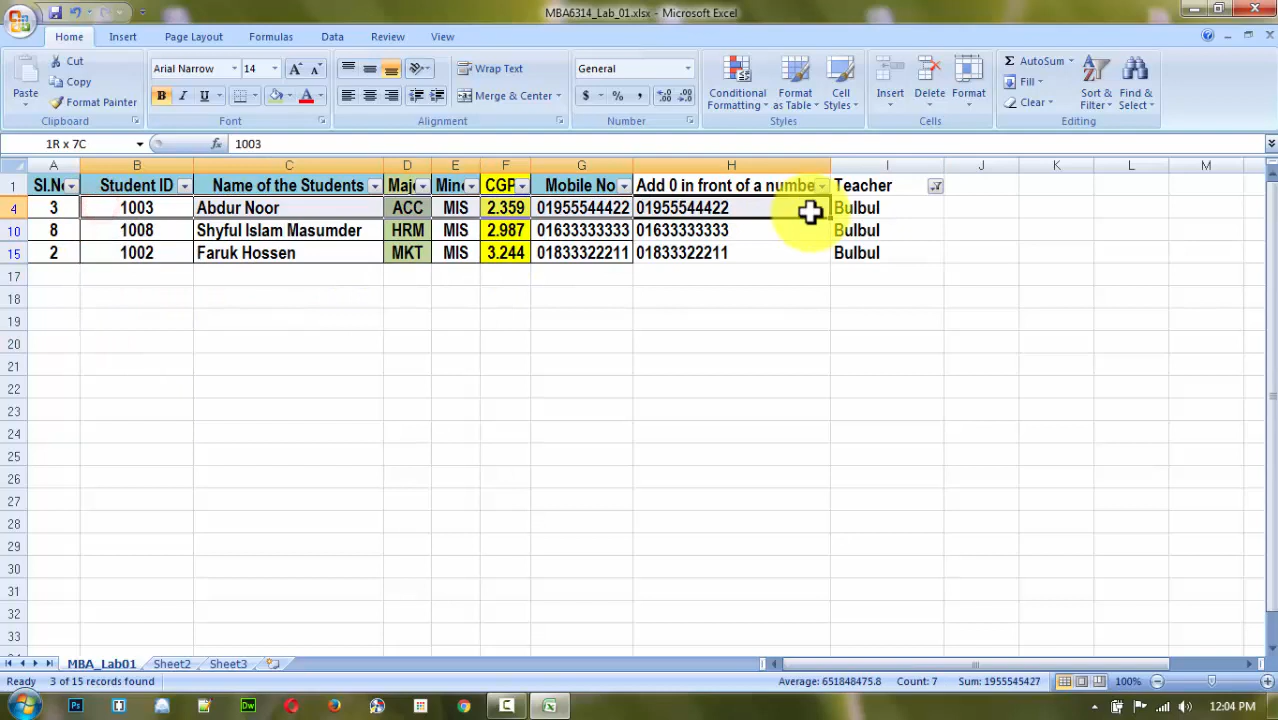 MBA6314_Lab_01.xlsx - Microsoft Excel
Home Insert Page Layout Formulas Data Review View
Paste Cut Copy Format Painter Clipboard
Arial Narrow 14 B I U A A A Font
Wrap Text Merge & Center Alignment
General $ % , Number
Conditional Formatting Format as Table Cell Styles Styles
Insert Delete Format Cells
Σ AutoSum Fill Clear Sort & Filter Find & Select Editing
1R x 7C fx 1003
A B C D E F G H I J K L M
1 Sl.No Student ID Name of the Students Maj Min CGP Mobile No Add 0 in front of a numbe Teacher
4 3 1003 Abdur Noor ACC MIS 2.359 01955544422 01955544422 Bulbul
10 8 1008 Shyful Islam Masumder HRM MIS 2.987 01633333333 01633333333 Bulbul
15 2 1002 Faruk Hossen MKT MIS 3.244 01833322211 01833322211 Bulbul
17
18
19
20
21
22
23
24
25
26
27
28
29
30
31
32
33
MBA_Lab01 Sheet2 Sheet3
Ready 3 of 15 records found Average: 651848475.8 Count: 7 Sum: 1955545427 100%
Ps Dw 12:04 PM